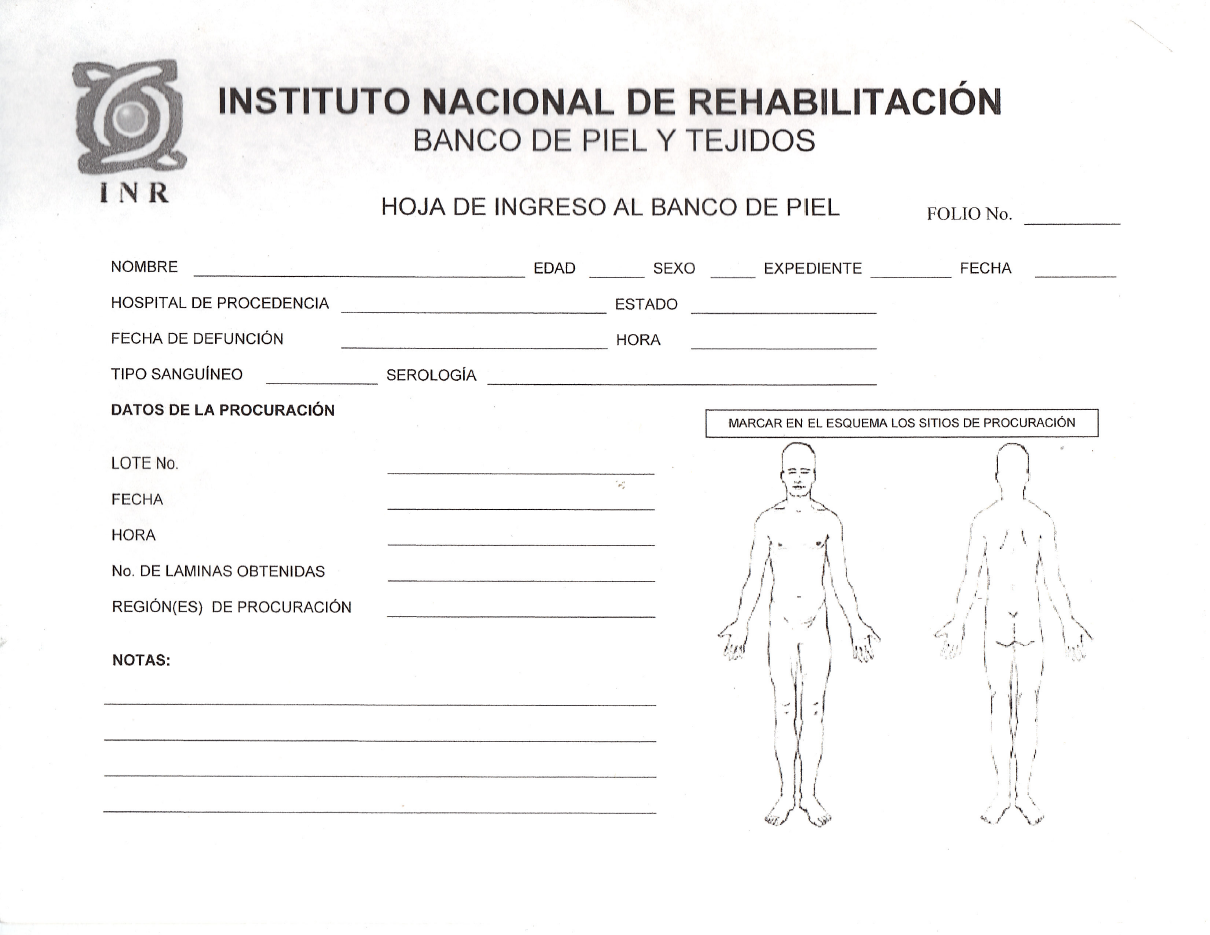 INSTITUTO NACIONAL DE REHABILITACIÓN
BANCO DE PIEL Y TEJIDOS
INR
HOJA DE INGRESO AL BANCO DE PIEL
FOLIO No.
NOMBRE EDAD SEXO EXPEDIENTE FECHA
HOSPITAL DE PROCEDENCIA ESTADO
FECHA DE DEFUNCIÓN HORA
TIPO SANGUÍNEO SEROLOGÍA
DATOS DE LA PROCURACIÓN
MARCAR EN EL ESQUEMA LOS SITIOS DE PROCURACIÓN
LOTE No.
FECHA
HORA
No. DE LAMINAS OBTENIDAS
REGIÓN(ES) DE PROCURACIÓN
NOTAS: